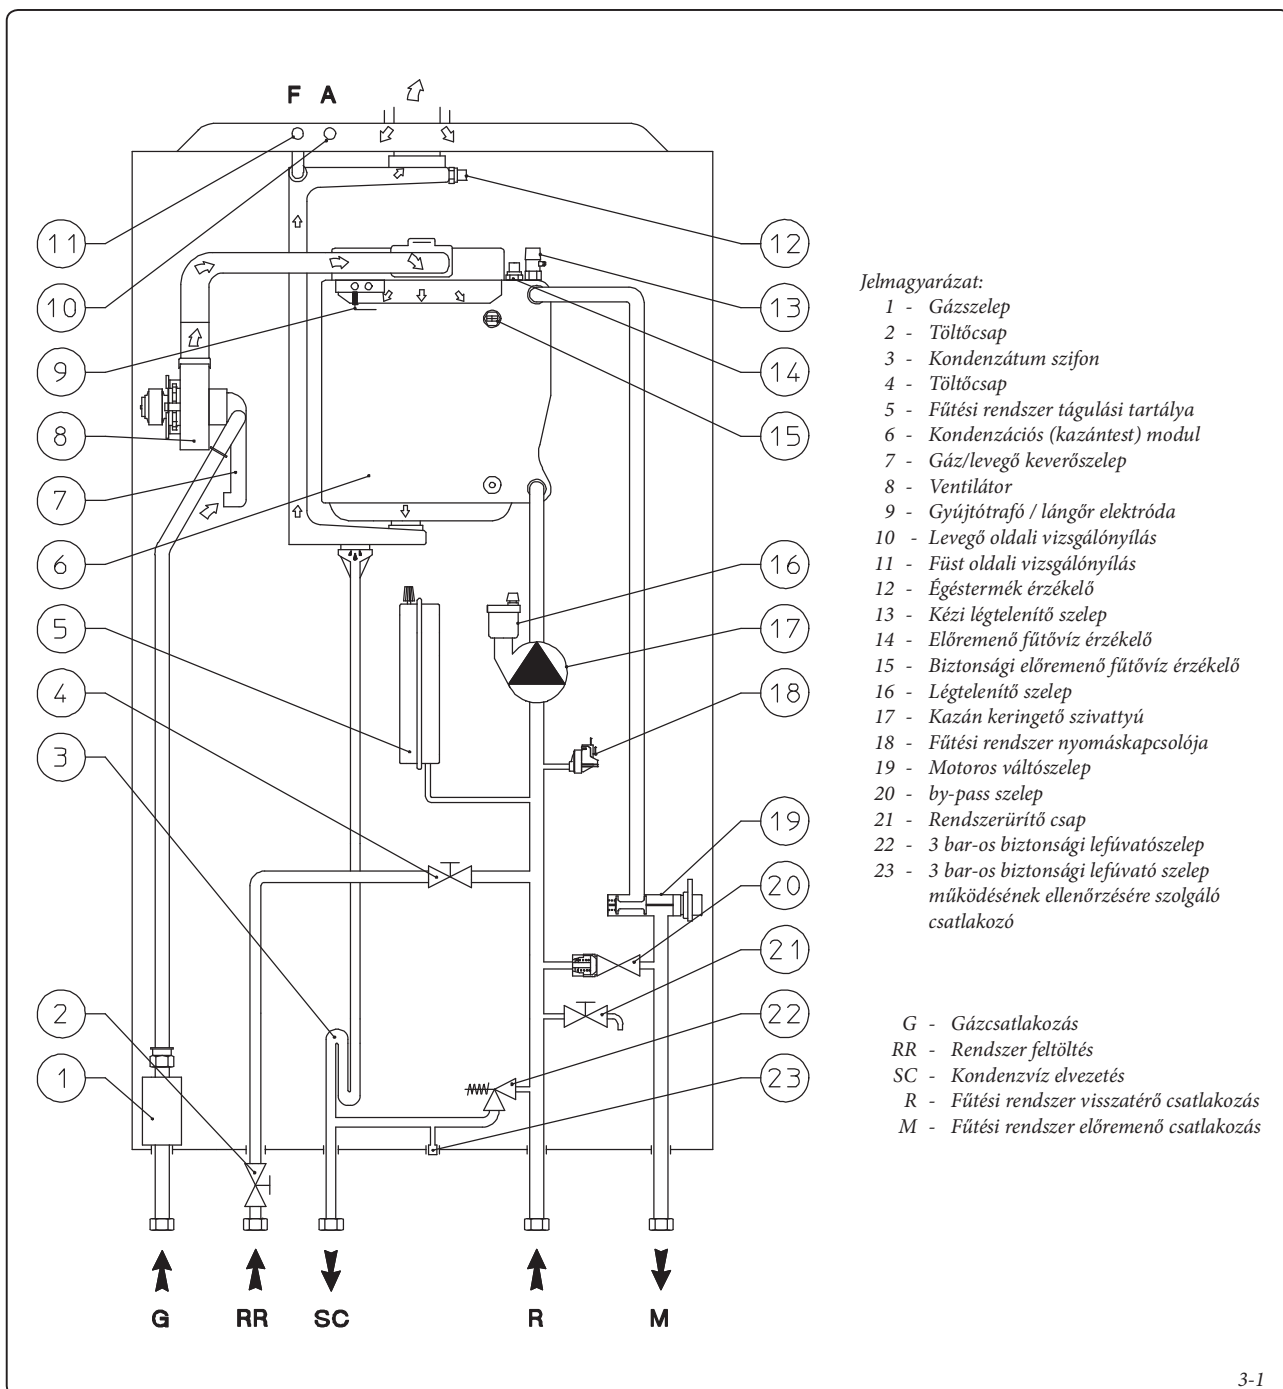 F A
11
10
9
8
7
6
5
4
3
2
1
12
13
14
15
16
17
18
19
20
21
22
23
G RR SC R M
Jelmagyarázat:
1 - Gázszelep
2 - Töltőcsap
3 - Kondenzátum szifon
4 - Töltőcsap
5 - Fűtési rendszer tágulási tartálya
6 - Kondenzációs (kazántest) modul
7 - Gáz/levegő keverőszelep
8 - Ventilátor
9 - Gyújtótrafó / lángőr elektróda
10 - Levegő oldali vizsgálónyílás
11 - Füst oldali vizsgálónyílás
12 - Égéstermék érzékelő
13 - Kézi légtelenítő szelep
14 - Előremenő fűtővíz érzékelő
15 - Biztonsági előremenő fűtővíz érzékelő
16 - Légtelenítő szelep
17 - Kazán keringető szivattyú
18 - Fűtési rendszer nyomáskapcsolója
19 - Motoros váltószelep
20 - by-pass szelep
21 - Rendszerürítő csap
22 - 3 bar-os biztonsági lefúvatószelep
23 - 3 bar-os biztonsági lefúvató szelep
működésének ellenőrzésére szolgáló
csatlakozó
G - Gázcsatlakozás
RR - Rendszer feltöltés
SC - Kondenzvíz elvezetés
R - Fűtési rendszer visszatérő csatlakozás
M - Fűtési rendszer előremenő csatlakozás
3-1